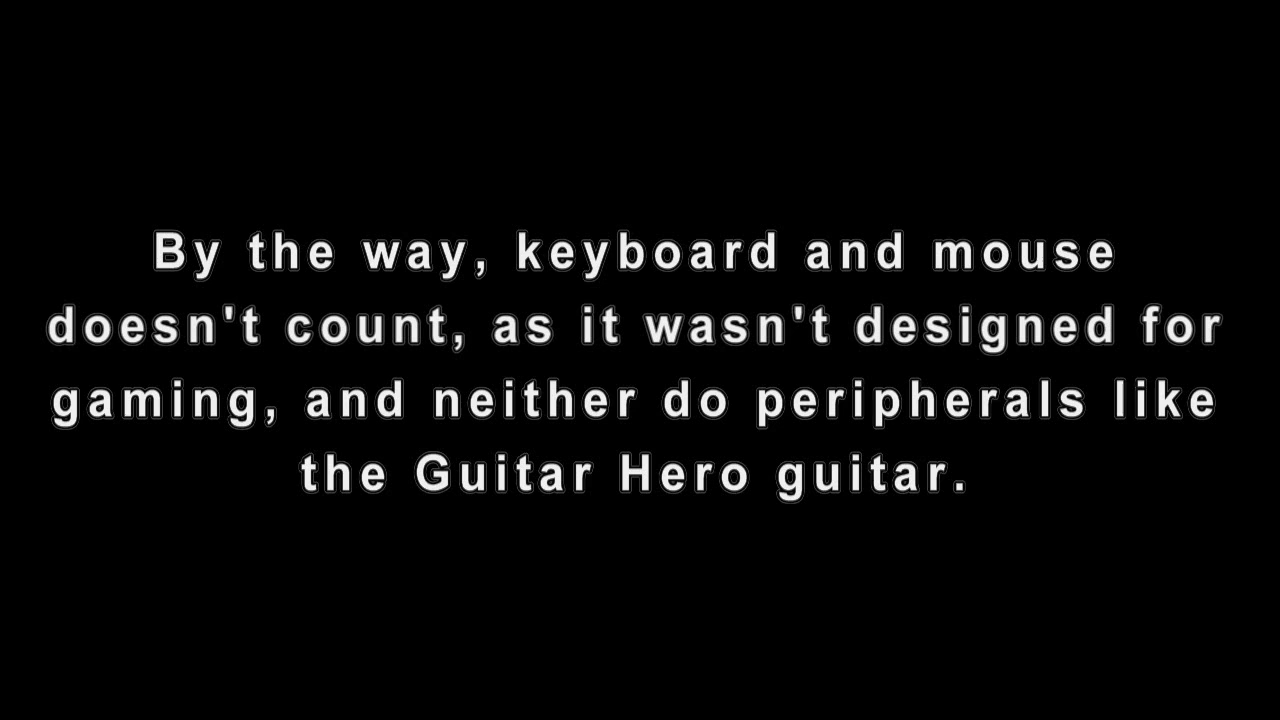 By the way, keyboard and mouse
doesn't count, as it wasn't designed for
gaming, and neither do peripherals like
the Guitar Hero guitar.